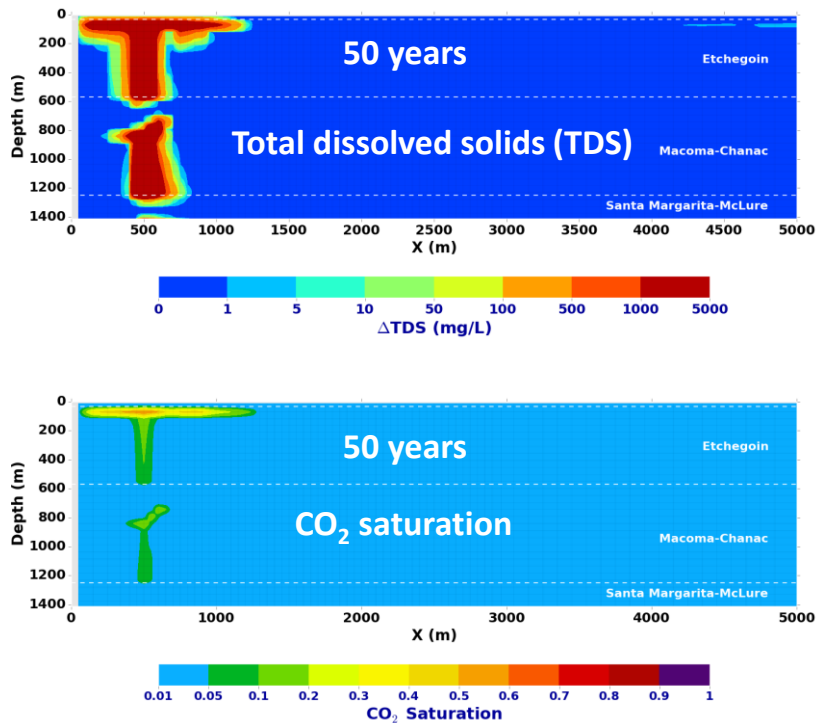 0
200
400
600
800
1000
1200
1400
Depth (m)
50 years
Etchegoin
Total dissolved solids (TDS)
Macoma-Chanac
Santa Margarita-McLure
0 500 1000 1500 2000 2500 3000 3500 4000 4500 5000
X (m)
0 1 5 10 50 100 500 1000 5000
ΔTDS (mg/L)
0
200
400
600
800
1000
1200
1400
Depth (m)
50 years
Etchegoin
CO₂ saturation
Macoma-Chanac
Santa Margarita-McLure
0 1000 2000 3000 4000 5000
X (m)
0.01 0.05 0.1 0.2 0.3 0.4 0.5 0.6 0.7 0.8 0.9 1
CO₂ Saturation